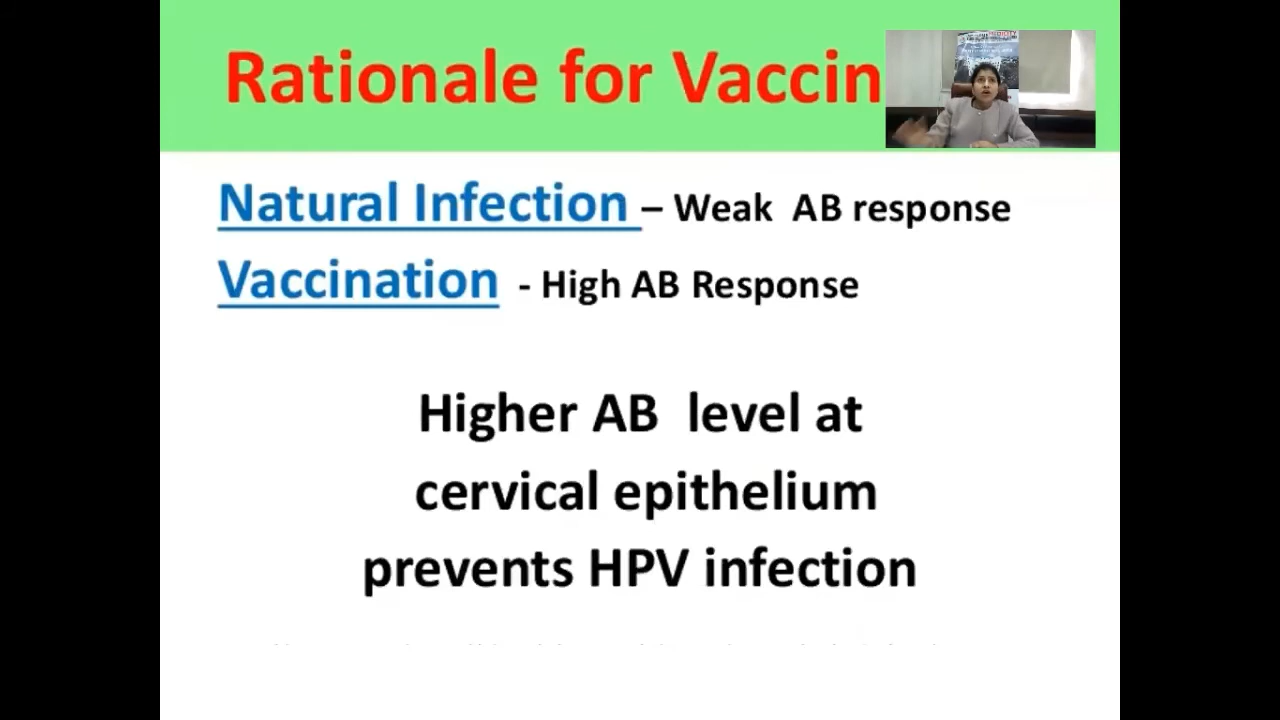 Rationale for Vaccin
Natural Infection – Weak AB response
Vaccination - High AB Response
Higher AB level at
cervical epithelium
prevents HPV infection